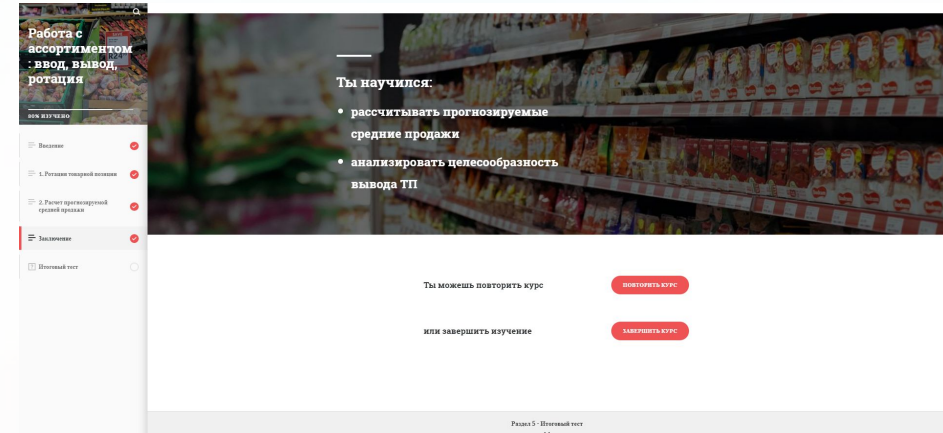 Работа с
ассортиментом
: ввод, вывод,
ротация
80% ИЗУЧЕНО
Введение
1. Ротация товарной позиции
2. Расчет прогнозируемой
средней продажи
Заключение
Итоговый тест
Ты научился:
• рассчитывать прогнозируемые
средние продажи
• анализировать целесообразность
вывода ТП
Ты можешь повторить курс
ПОВТОРИТЬ КУРС
или завершить изучение
ЗАВЕРШИТЬ КУРС
Раздел 5 - Итоговый тест